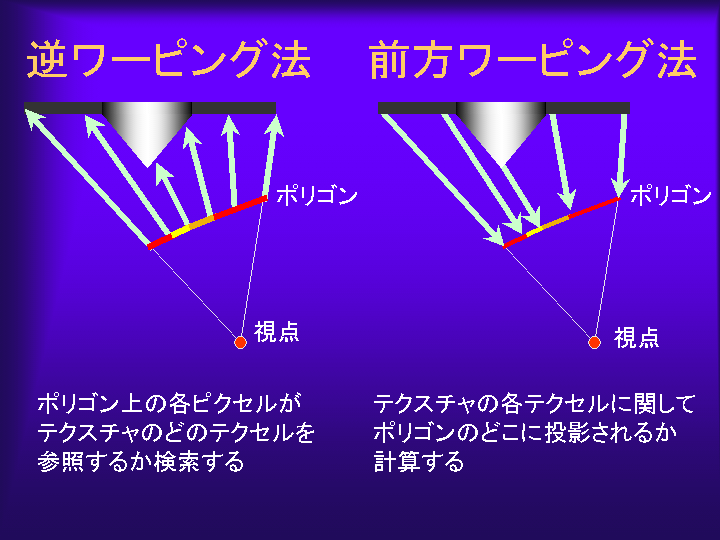 逆ワーピング法
前方ワーピング法
ポリゴン
ポリゴン
視点
視点
ポリゴン上の各ピクセルが
テクスチャのどのテクセルを
参照するか検索する
テクスチャの各テクセルに関して
ポリゴンのどこに投影されるか
計算する